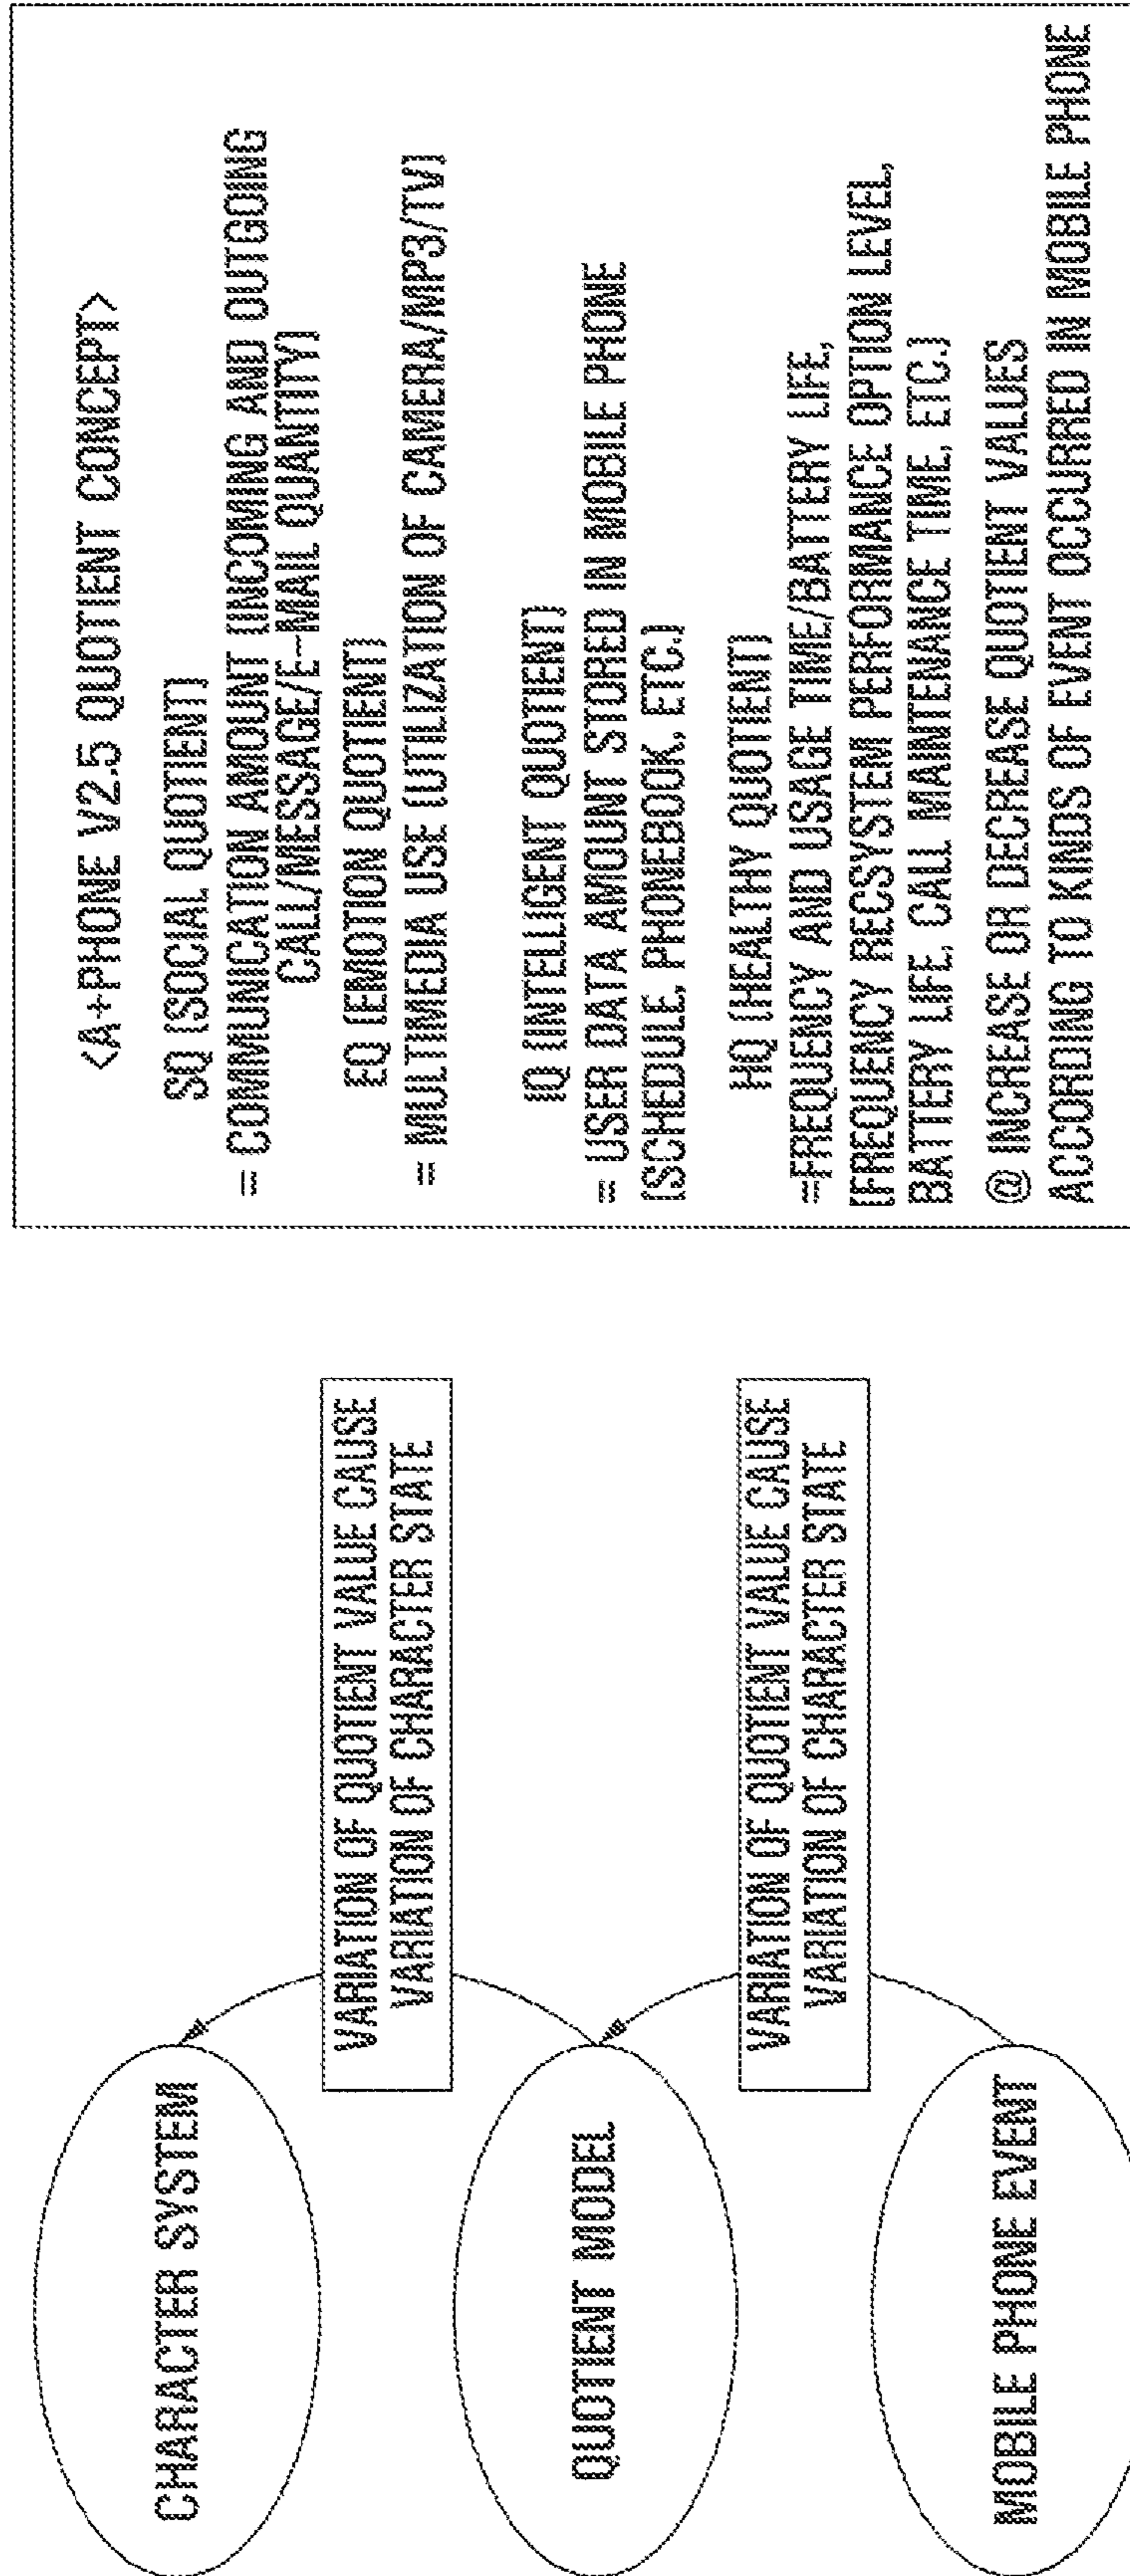 CHARACTER SYSTEM
VARIATION OF QUOTIENT VALUE CAUSE
VARIATION OF CHARACTER STATE
QUOTIENT MODEL
VARIATION OF QUOTIENT VALUE CAUSE
VARIATION OF CHARACTER STATE
MOBILE PHONE EVENT
<A+PHONE V2.5 QUOTIENT CONCEPT>
SQ (SOCIAL QUOTIENT)
= COMMUNICATION AMOUNT (INCOMING AND OUTGOING
CALL/MESSAGE/E-MAIL QUANTITY)
EQ (EMOTION QUOTIENT)
= MULTIMEDIA USE (UTILIZATION OF CAMERA/MP3/TV)
IQ (INTELLIGENT QUOTIENT)
= USER DATA AMOUNT STORED IN MOBILE PHONE
(SCHEDULE, PHONEBOOK, ETC.)
HQ (HEALTHY QUOTIENT)
=FREQUENCY AND USAGE TIME/BATTERY LIFE,
(FREQUENCY RECSYSTEM PERFORMANCE OPTION LEVEL,
BATTERY LIFE, CALL MAINTENANCE TIME, ETC.)
@ INCREASE OR DECREASE QUOTIENT VALUES
ACCORDING TO KINDS OF EVENT OCCURRED IN MOBILE PHONE